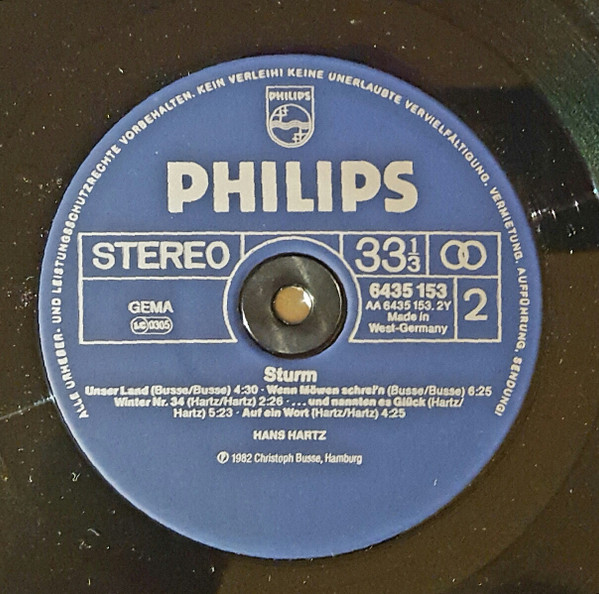 ALLE URHEBER- UND LEISTUNGSSCHUTZRECHTE VORBEHALTEN. KEIN VERLEIH! KEINE UNERLAUBTE VERVIELFÄLTIGUNG, VERMIETUNG, AUFFÜHRUNG, SENDUNG!
PHILIPS
PHILIPS
STEREO
33 1/3
GEMA
LC 0305
6435 153
AA 6435 153.2Y
Made in
West-Germany
2
Sturm
Unser Land (Busse/Busse) 4:30 · Wenn Möwen schrei'n (Busse/Busse) 6:25
Winter Nr. 34 (Hartz/Hartz) 2:26 · ...und nannten es Glück (Hartz/
Hartz) 5:23 · Auf ein Wort (Hartz/Hartz) 4:25
HANS HARTZ
℗ 1982 Christoph Busse, Hamburg